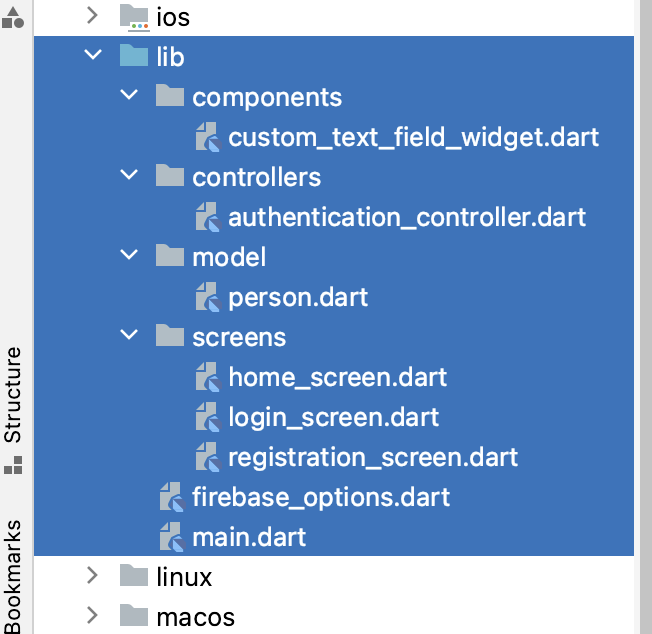 ios
lib
components
custom_text_field_widget.dart
controllers
authentication_controller.dart
model
person.dart
screens
home_screen.dart
login_screen.dart
registration_screen.dart
firebase_options.dart
main.dart
linux
macos
Structure
Bookmarks